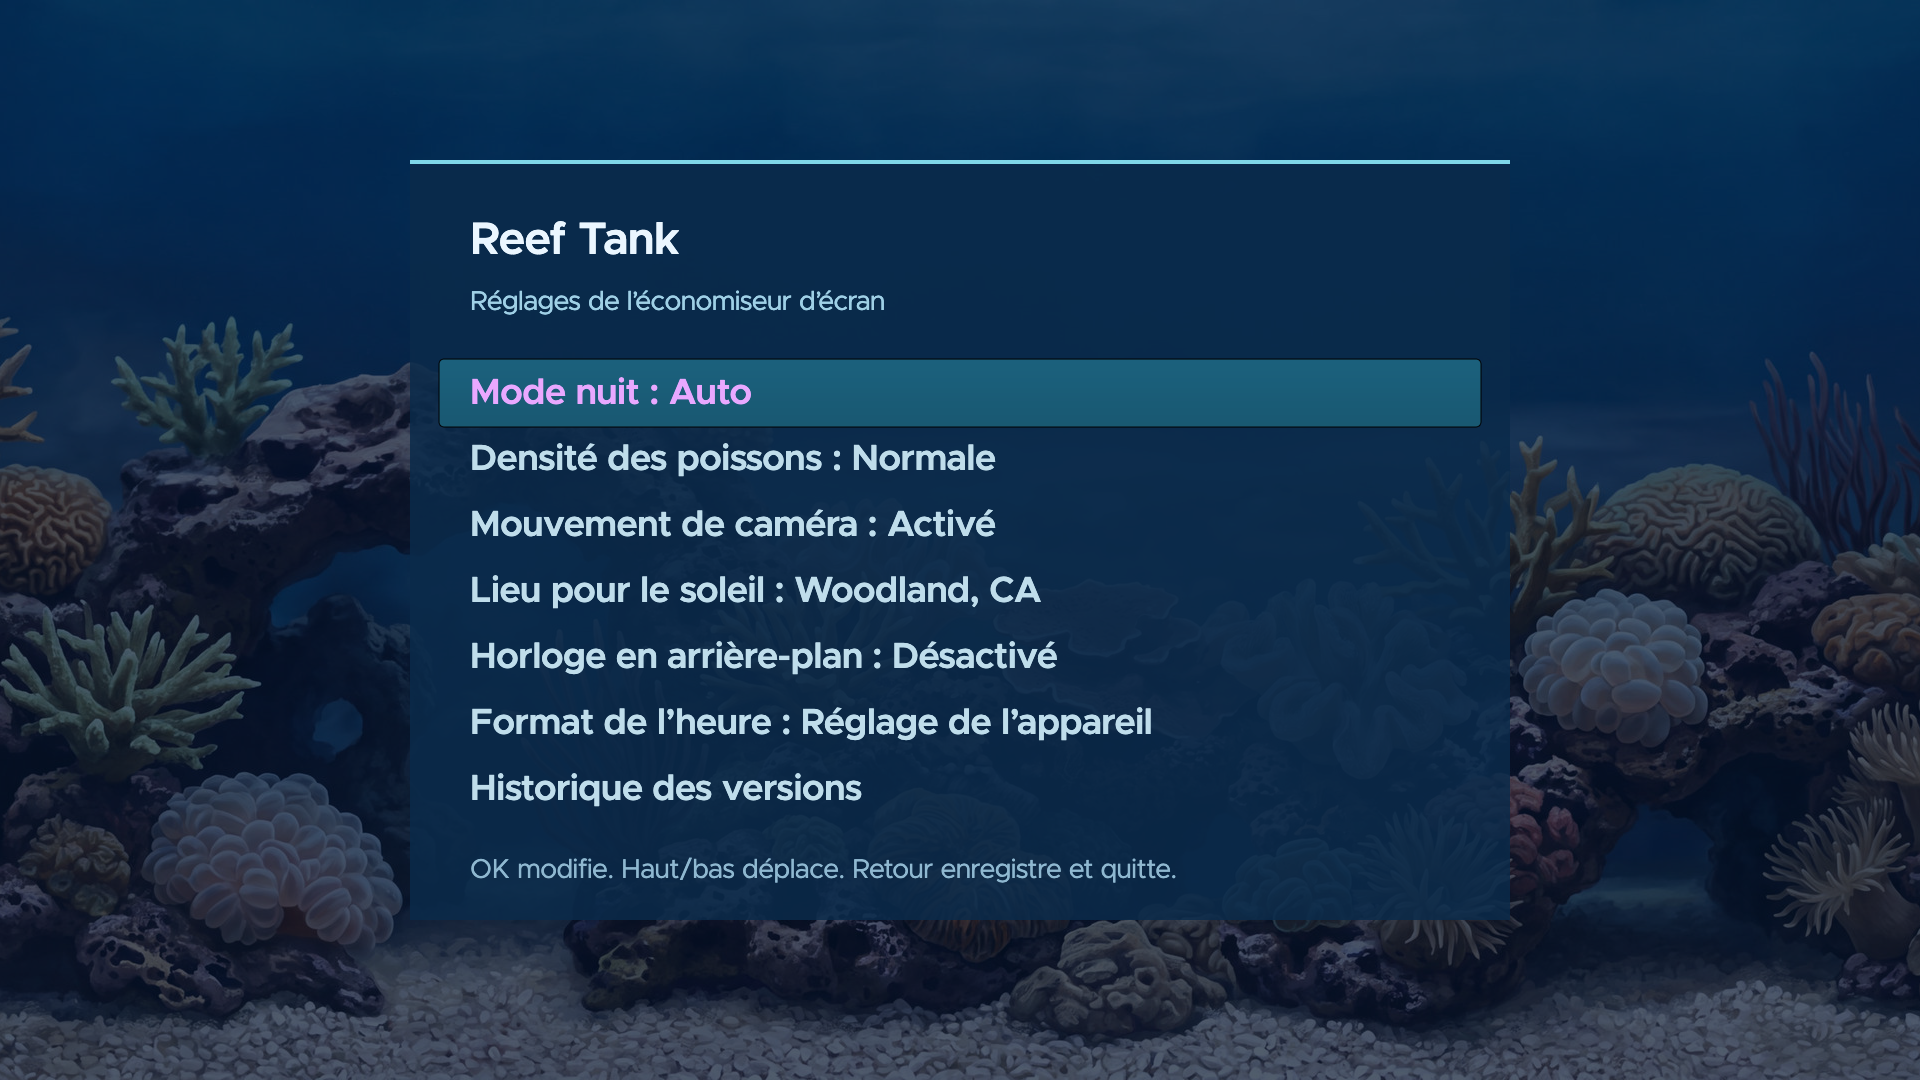 Reef Tank
Réglages de l’économiseur d’écran
Mode nuit : Auto
Densité des poissons : Normale
Mouvement de caméra : Activé
Lieu pour le soleil : Woodland, CA
Horloge en arrière-plan : Désactivé
Format de l’heure : Réglage de l’appareil
Historique des versions
OK modifie. Haut/bas déplace. Retour enregistre et quitte.